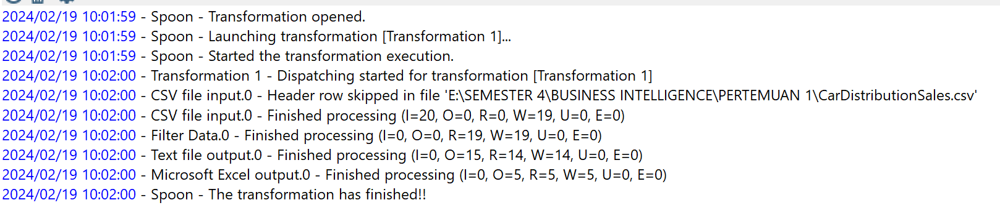 2024/02/19 10:01:59 - Spoon - Transformation opened.
2024/02/19 10:01:59 - Spoon - Launching transformation [Transformation 1]...
2024/02/19 10:01:59 - Spoon - Started the transformation execution.
2024/02/19 10:02:00 - Transformation 1 - Dispatching started for transformation [Transformation 1]
2024/02/19 10:02:00 - CSV file input.0 - Header row skipped in file 'E:\SEMESTER 4\BUSINESS INTELLIGENCE\PERTEMUAN 1\CarDistributionSales.csv'
2024/02/19 10:02:00 - CSV file input.0 - Finished processing (I=20, O=0, R=0, W=19, U=0, E=0)
2024/02/19 10:02:00 - Filter Data.0 - Finished processing (I=0, O=0, R=19, W=19, U=0, E=0)
2024/02/19 10:02:00 - Text file output.0 - Finished processing (I=0, O=15, R=14, W=14, U=0, E=0)
2024/02/19 10:02:00 - Microsoft Excel output.0 - Finished processing (I=0, O=5, R=5, W=5, U=0, E=0)
2024/02/19 10:02:00 - Spoon - The transformation has finished!!